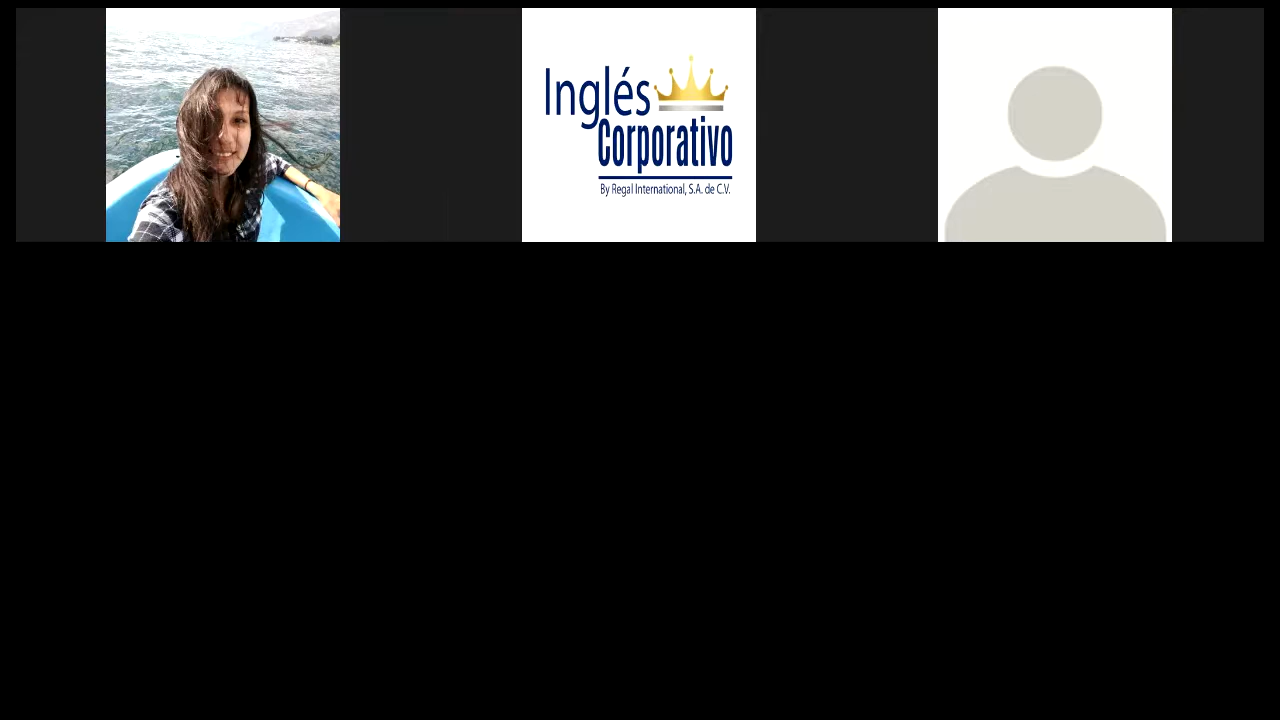 Inglés
Corporativo
By Regal International, S.A. de C.V.